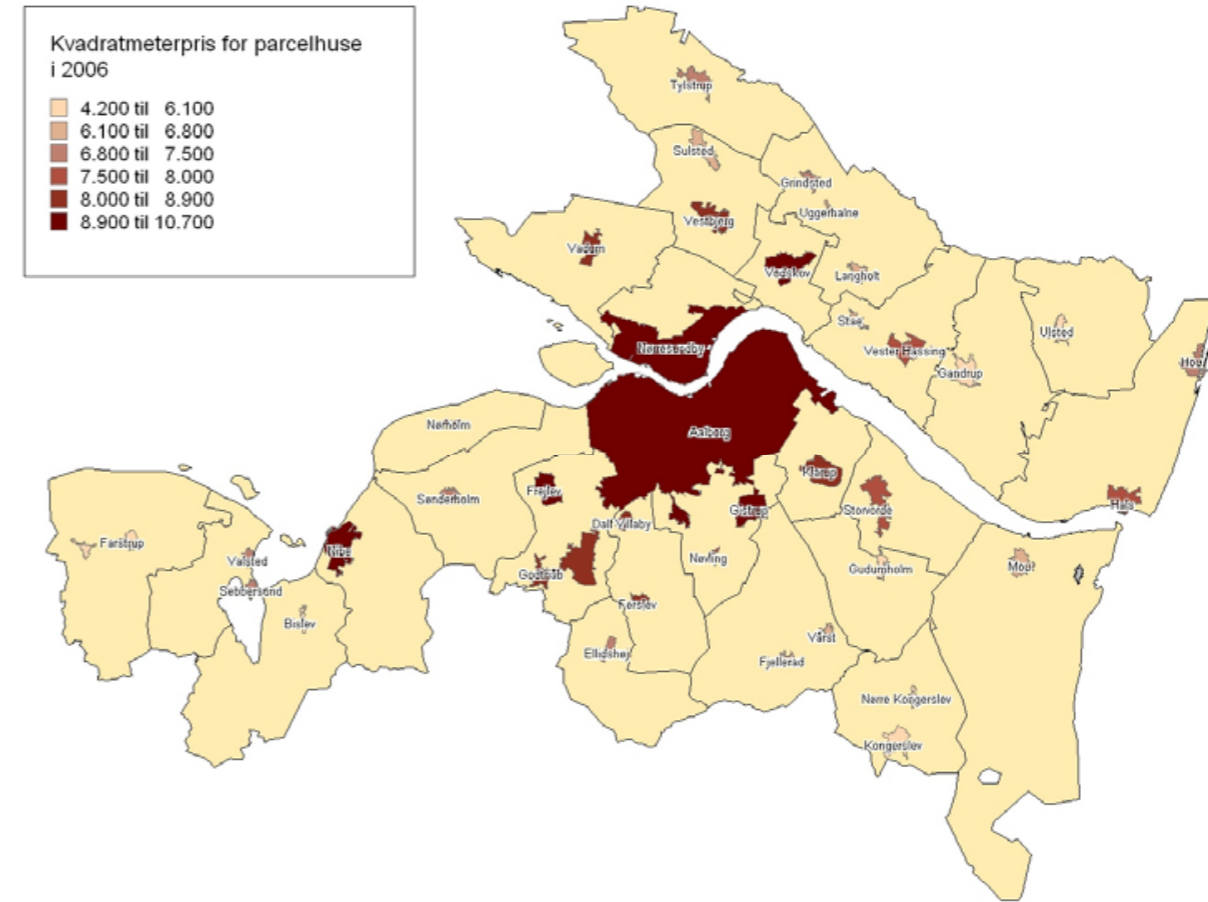 Kvadratmeterpris for parcelhuse
i 2006
4.200 til 6.100
6.100 til 6.800
6.800 til 7.500
7.500 til 8.000
8.000 til 8.900
8.900 til 10.700
Tylstrup
Sulsted
Grindsted
Uggerhalne
Vestbjerg
Vadum
Vodskov
Langholt
Stae
Ulsted
Nørresundby
Vester Hassing
Hou
Gandrup
Nørholm
Aalborg
Klarup
Frejlev
Sønderholm
Hals
Gistrup
Storvorde
Dall Villaby
Farstrup
Nibe
Valsted
Nøvling
Godthåb
Gudumholm
Mou
Sebbersund
Ferslev
Bislev
Vårst
Ellidshøj
Fjellerad
Nørre Kongerslev
Kongerslev